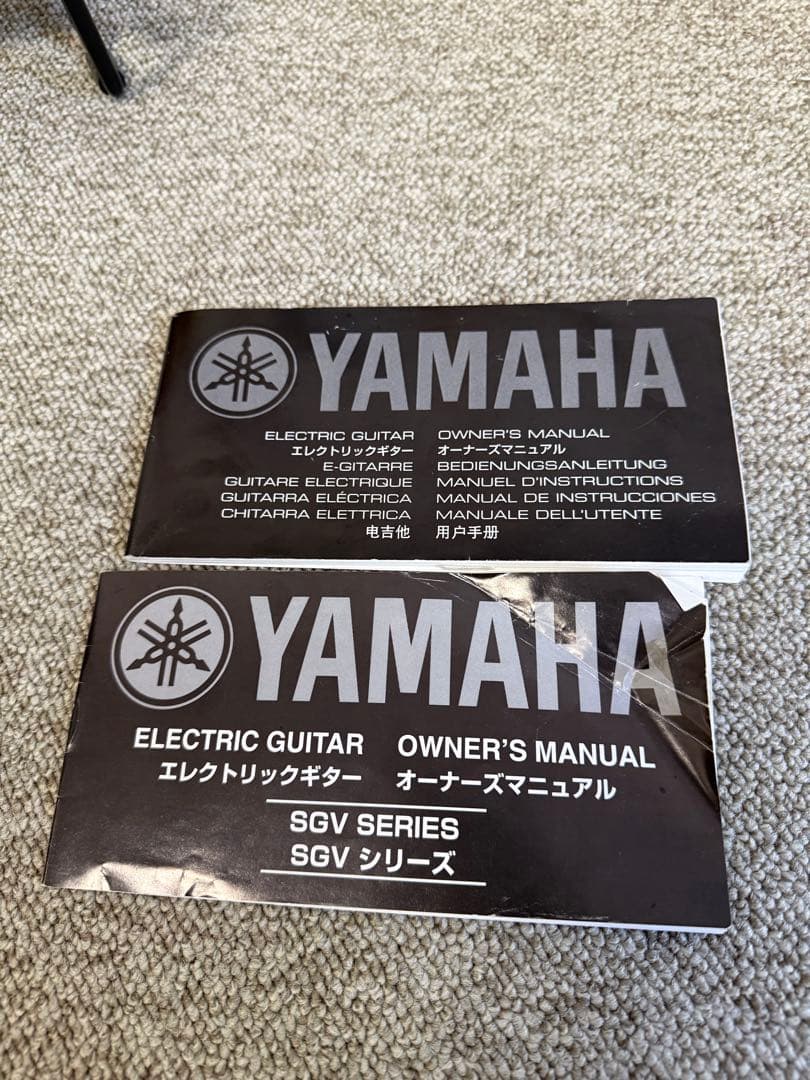 YAMAHA
ELECTRIC GUITAR OWNER'S MANUAL
エレクトリックギター オーナーズマニュアル
E-GITARRE BEDIENUNGSANLEITUNG
GUITARE ELECTRIQUE MANUEL D'INSTRUCTIONS
GUITARRA ELÉCTRICA MANUAL DE INSTRUCCIONES
CHITARRA ELETTRICA MANUALE DELL'UTENTE
电吉他 用户手册
YAMAHA
ELECTRIC GUITAR OWNER'S MANUAL
エレクトリックギター オーナーズマニュアル
SGV SERIES
SGV シリーズ